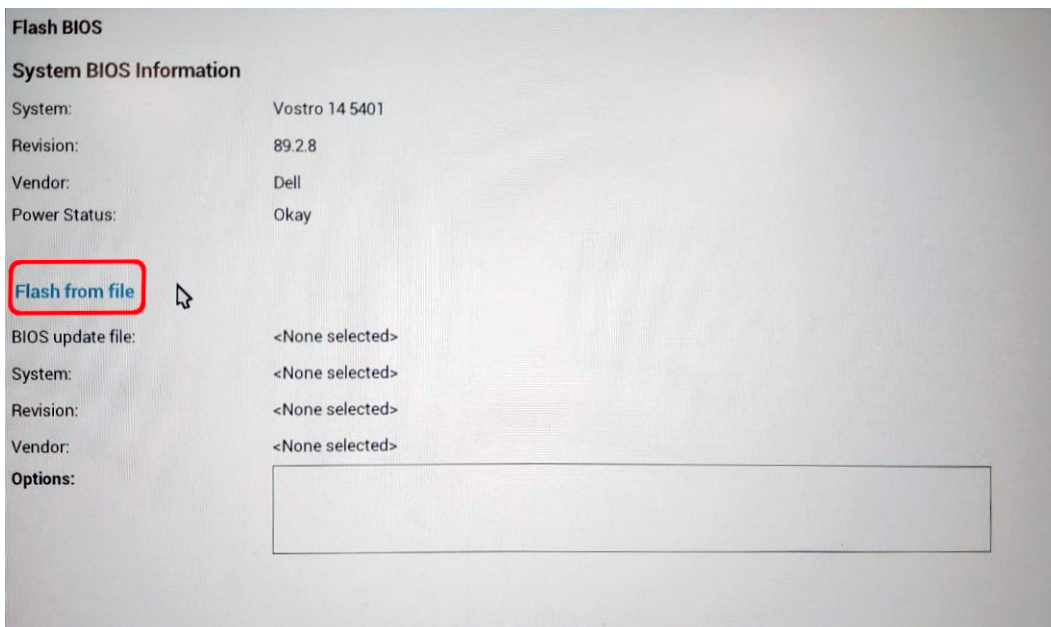 Flash BIOS
System BIOS Information
System: Vostro 14 5401
Revision: 89.2.8
Vendor: Dell
Power Status: Okay
Flash from file
BIOS update file: <None selected>
System: <None selected>
Revision: <None selected>
Vendor: <None selected>
Options: